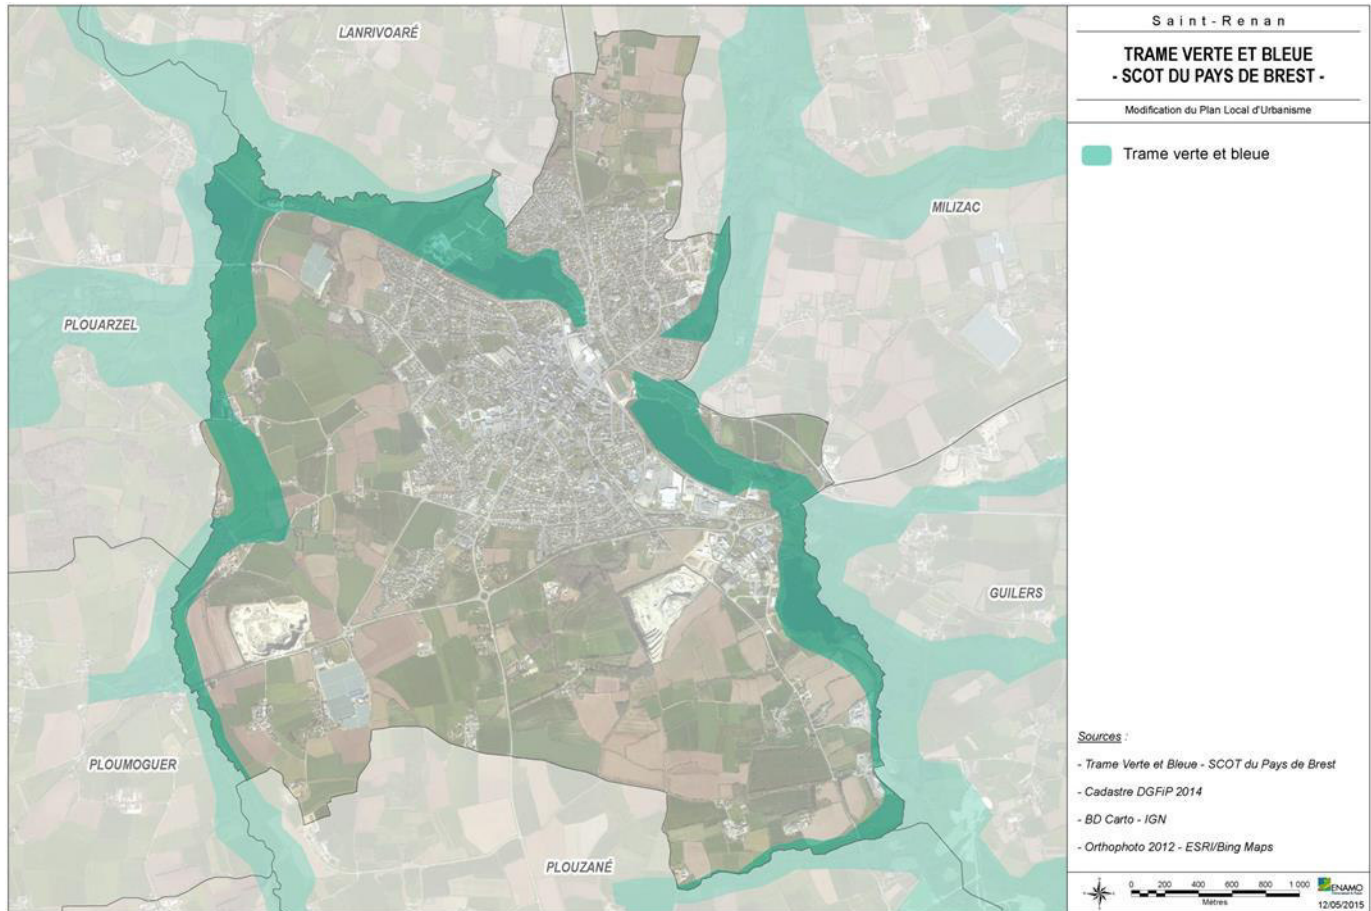 Saint-Renan
TRAME VERTE ET BLEUE
- SCOT DU PAYS DE BREST -
Modification du Plan Local d'Urbanisme
Trame verte et bleue
LANRIVOARÉ
MILIZAC
PLOUARZEL
GUILERS
PLOUMOGUER
PLOUZANÉ
Sources :
- Trame Verte et Bleue - SCOT du Pays de Brest
- Cadastre DGFiP 2014
- BD Carto - IGN
- Orthophoto 2012 - ESRI/Bing Maps
0 200 400 600 800 1 000
Mètres
ENAMO
12/05/2015